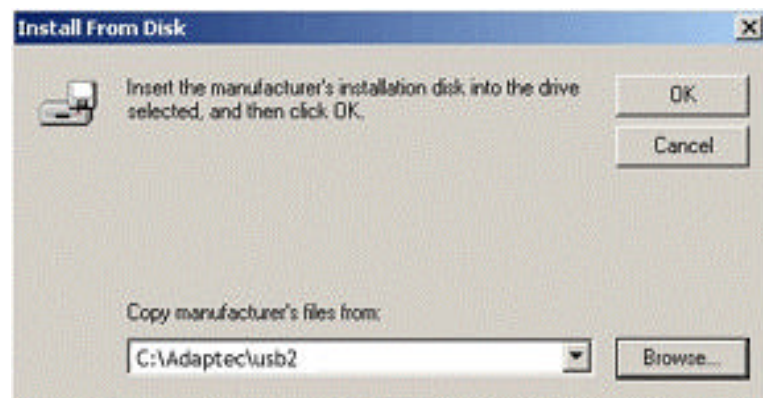 Install From Disk
Insert the manufacturer's installation disk into the drive
selected, and then click OK.
OK
Cancel
Copy manufacturer's files from:
C:\Adaptec\usb2
Browse...